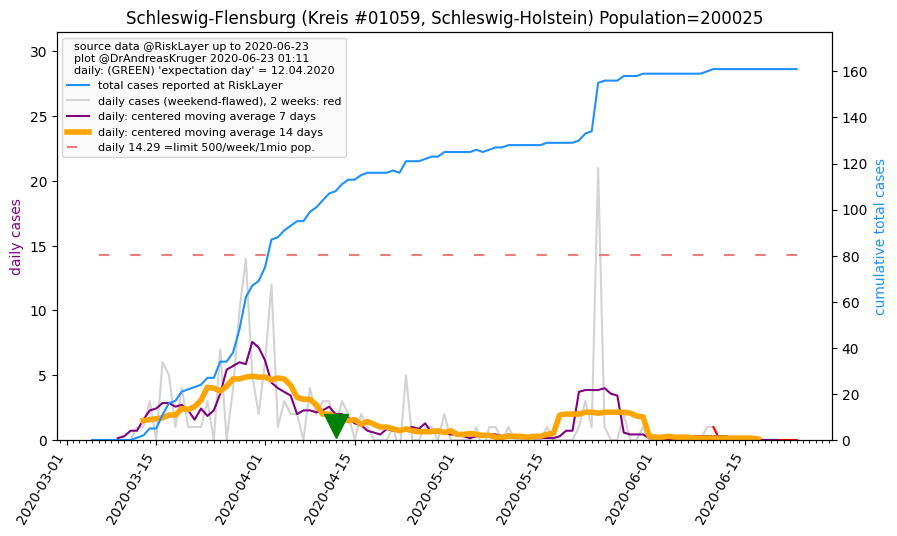 Schleswig-Flensburg (Kreis #01059, Schleswig-Holstein) Population=200025
source data @RiskLayer up to 2020-06-23
plot @DrAndreasKruger 2020-06-23 01:11
daily: (GREEN) 'expectation day' = 12.04.2020
total cases reported at RiskLayer
daily cases (weekend-flawed), 2 weeks: red
daily: centered moving average 7 days
daily: centered moving average 14 days
daily 14.29 =limit 500/week/1mio pop.
daily cases
30
25
20
15
10
5
0
cumulative total cases
160
140
120
100
80
60
40
20
0
2020-03-01
2020-03-15
2020-04-01
2020-04-15
2020-05-01
2020-05-15
2020-06-01
2020-06-15